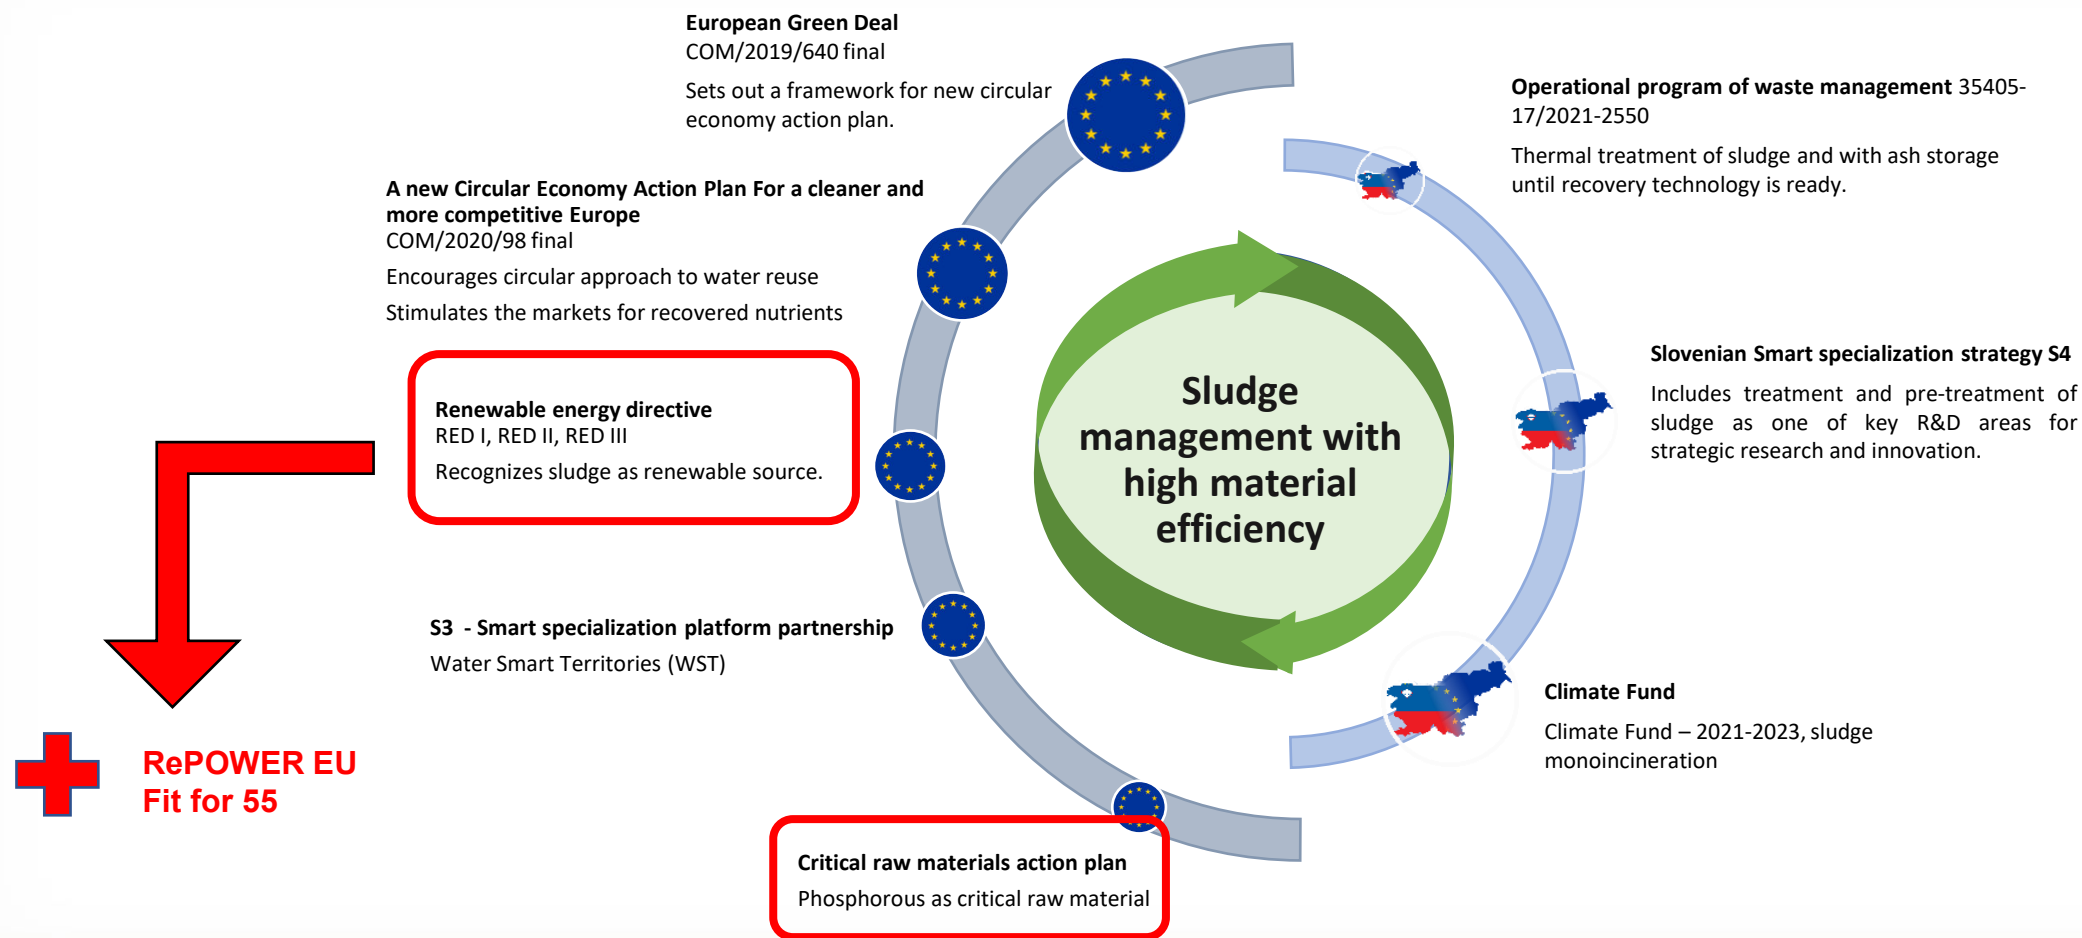 European Green Deal
COM/2019/640 final
Sets out a framework for new circular
economy action plan.
A new Circular Economy Action Plan For a cleaner and
more competitive Europe
COM/2020/98 final
Encourages circular approach to water reuse
Stimulates the markets for recovered nutrients
Renewable energy directive
RED I, RED II, RED III
Recognizes sludge as renewable source.
S3 - Smart specialization platform partnership
Water Smart Territories (WST)
RePOWER EU
Fit for 55
Critical raw materials action plan
Phosphorous as critical raw material
Sludge
management with
high material
efficiency
Operational program of waste management 35405-
17/2021-2550
Thermal treatment of sludge and with ash storage
until recovery technology is ready.
Slovenian Smart specialization strategy S4
Includes treatment and pre-treatment of
sludge as one of key R&D areas for
strategic research and innovation.
Climate Fund
Climate Fund – 2021-2023, sludge
monoincineration